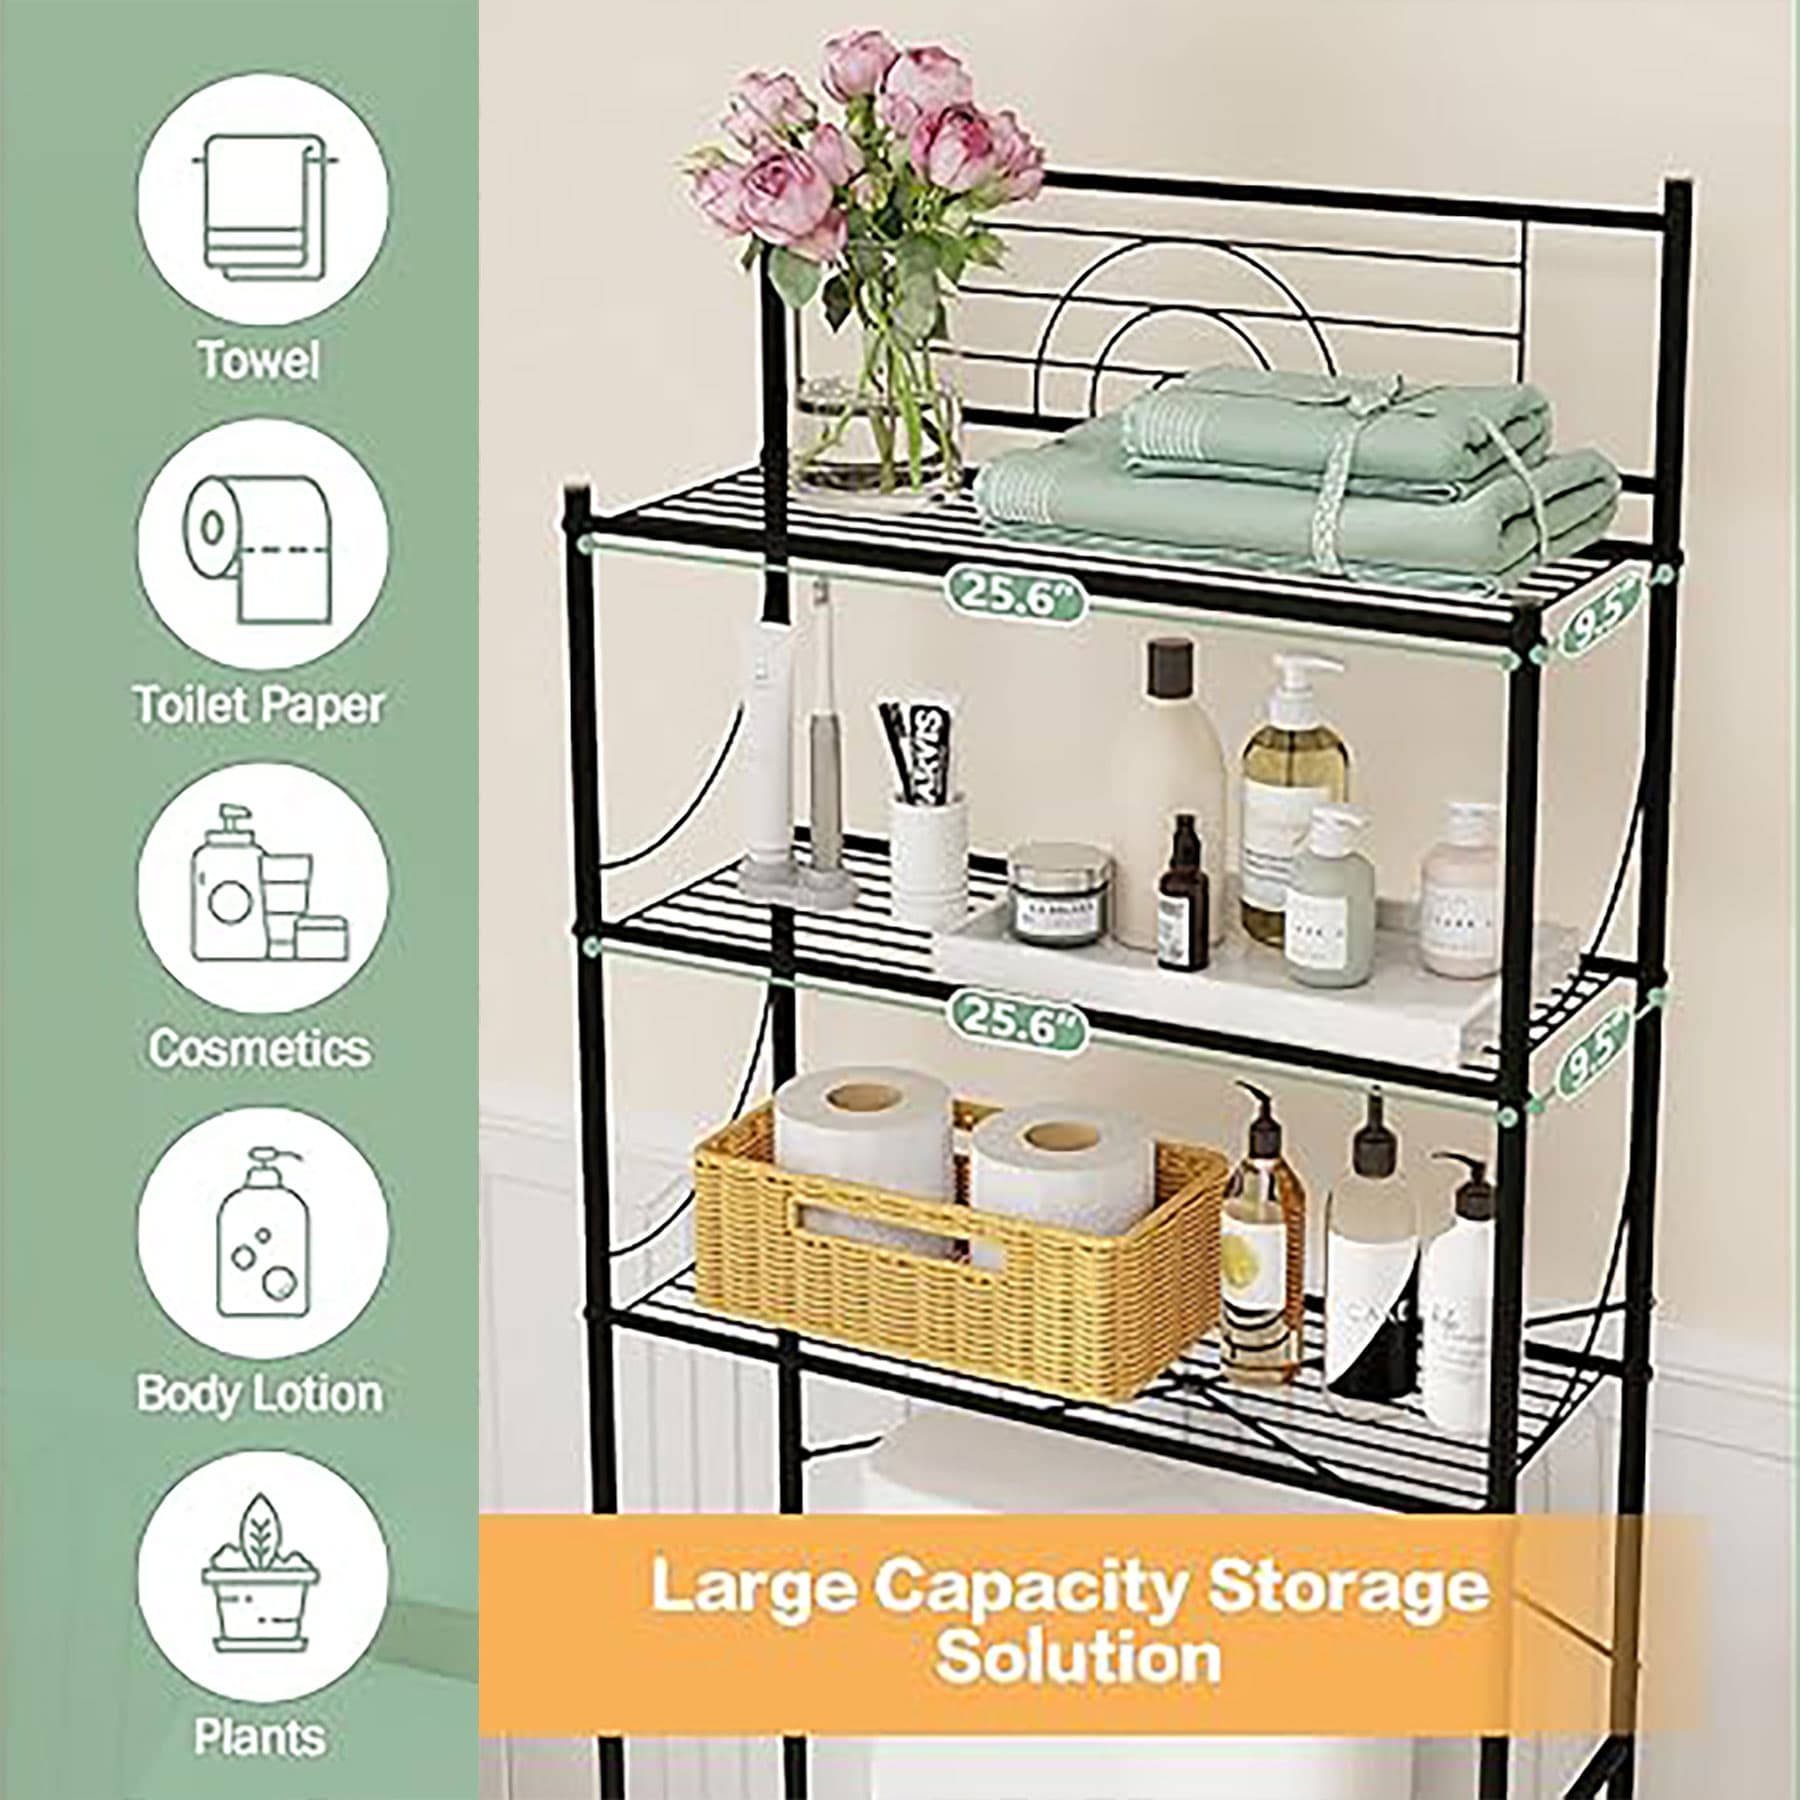 Towel
Toilet Paper
Cosmetics
Body Lotion
Plants
25.6"
9.5"
25.6"
9.5"
Large Capacity Storage
Solution